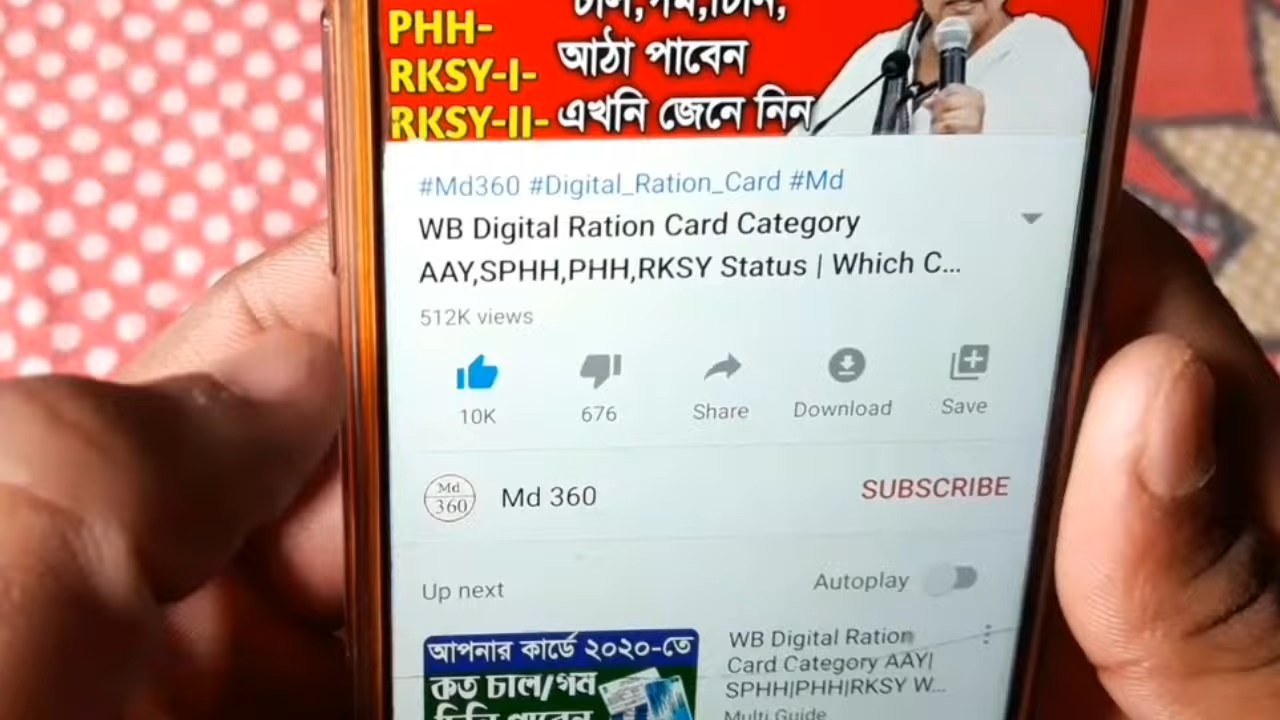 PHH-
চাল,গম,চিনি,
RKSY-I-
আঠা পাবেন
RKSY-II-
এখনি জেনে নিন
#Md360 #Digital_Ration_Card #Md
WB Digital Ration Card Category
AAY,SPHH,PHH,RKSY Status | Which C...
512K views
10K
676
Share
Download
Save
Md
360
Md 360
SUBSCRIBE
Up next
Autoplay
আপনার কার্ডে ২০২০-তে
কত চাল/গম
চিনি পাবেন
WB Digital Ration
Card Category AAY|
SPHH|PHH|RKSY W...
Multi Guide